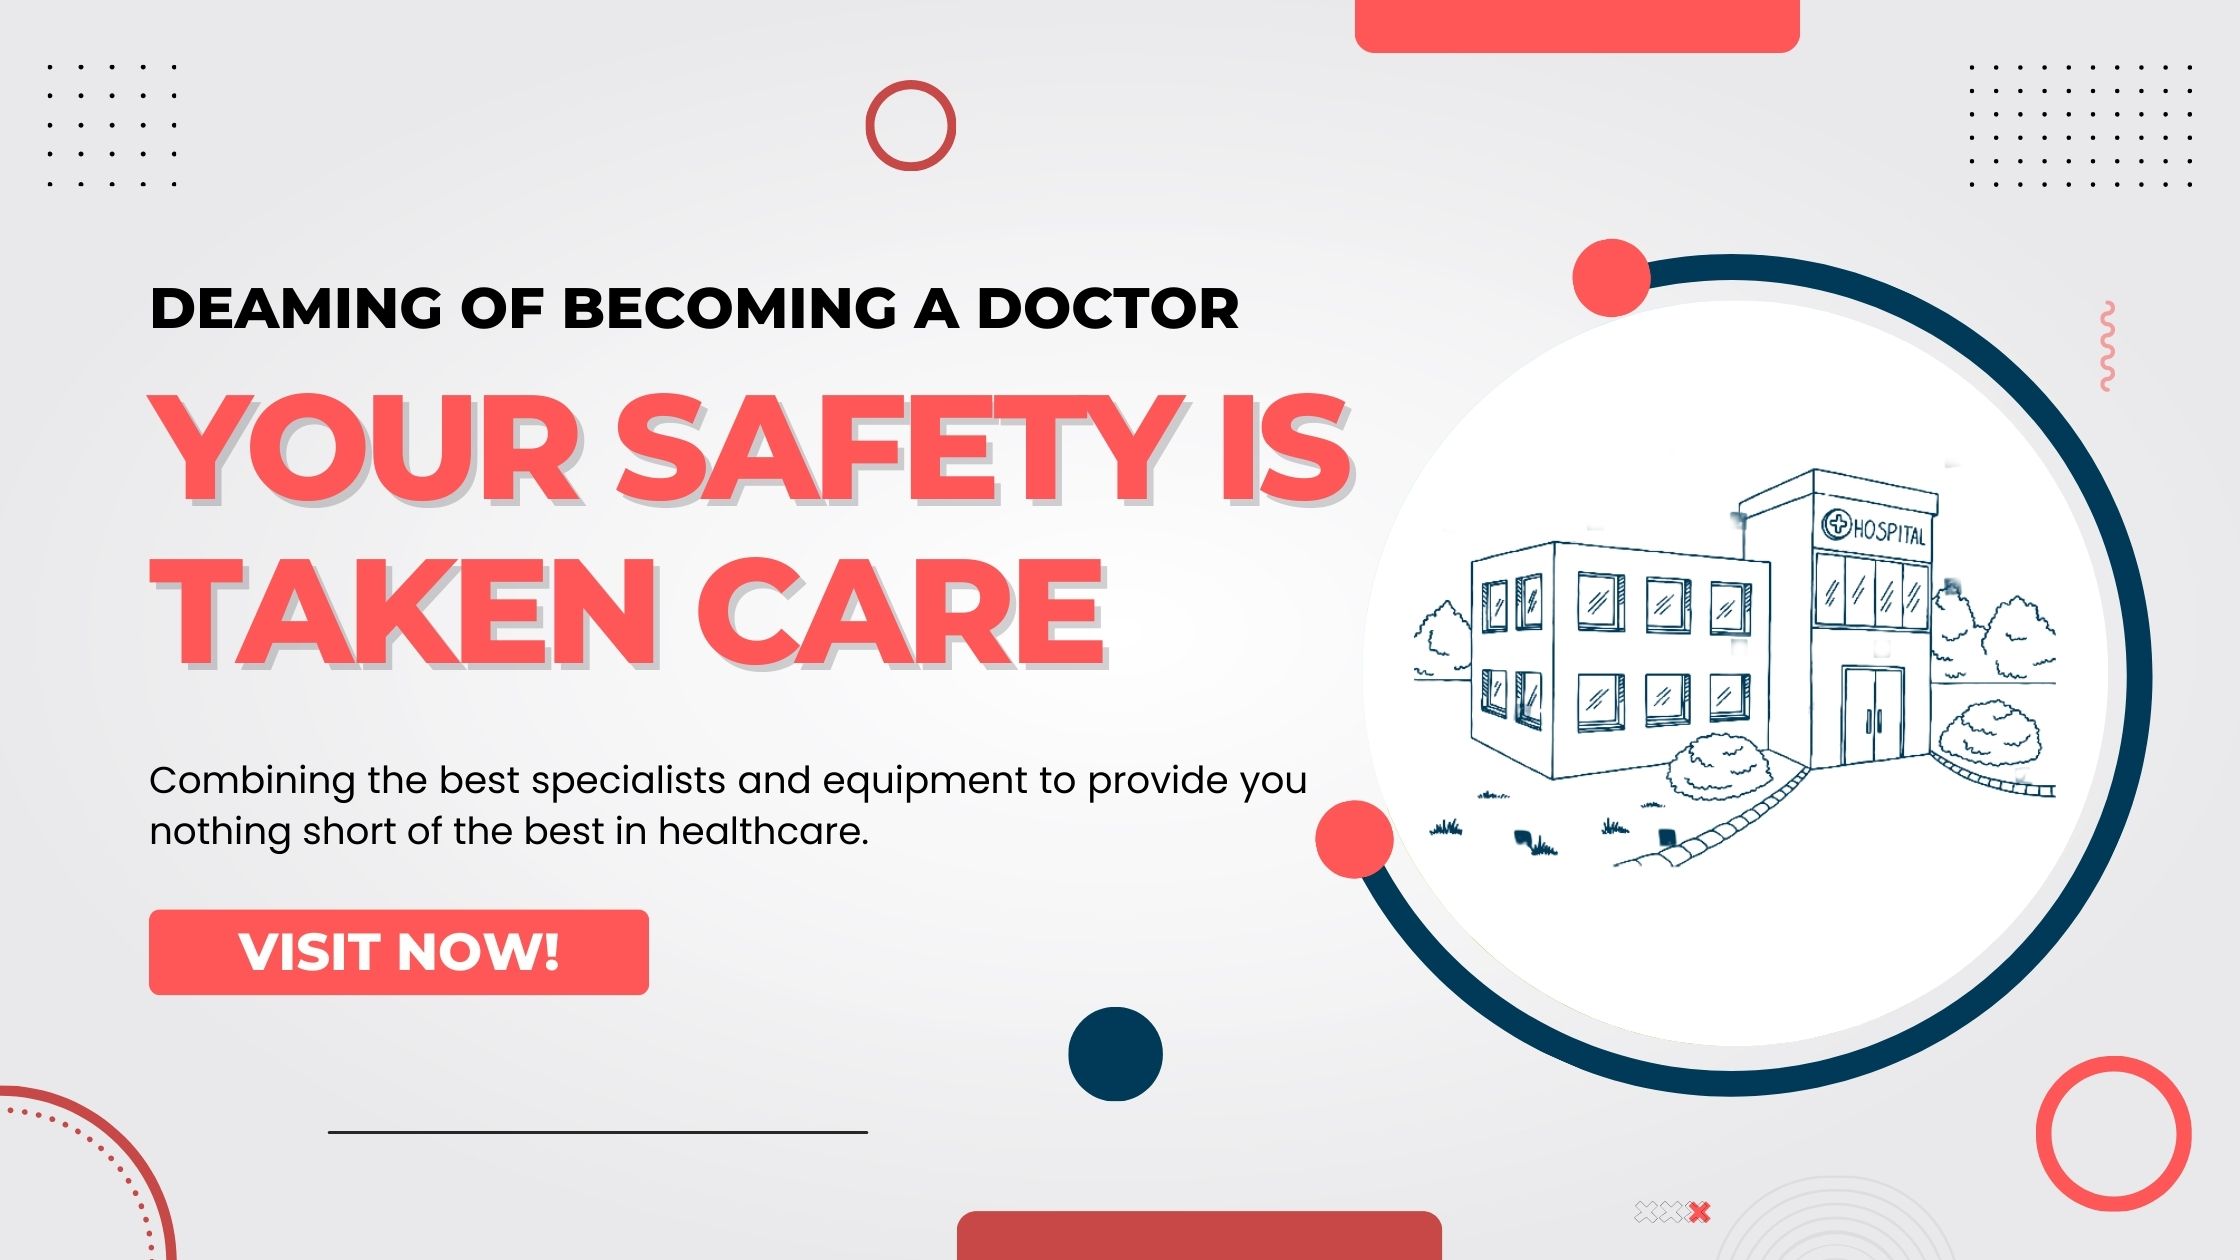 DEAMING OF BECOMING A DOCTOR
YOUR SAFETY IS
TAKEN CARE
Combining the best specialists and equipment to provide you
nothing short of the best in healthcare.
VISIT NOW!
HOSPITAL